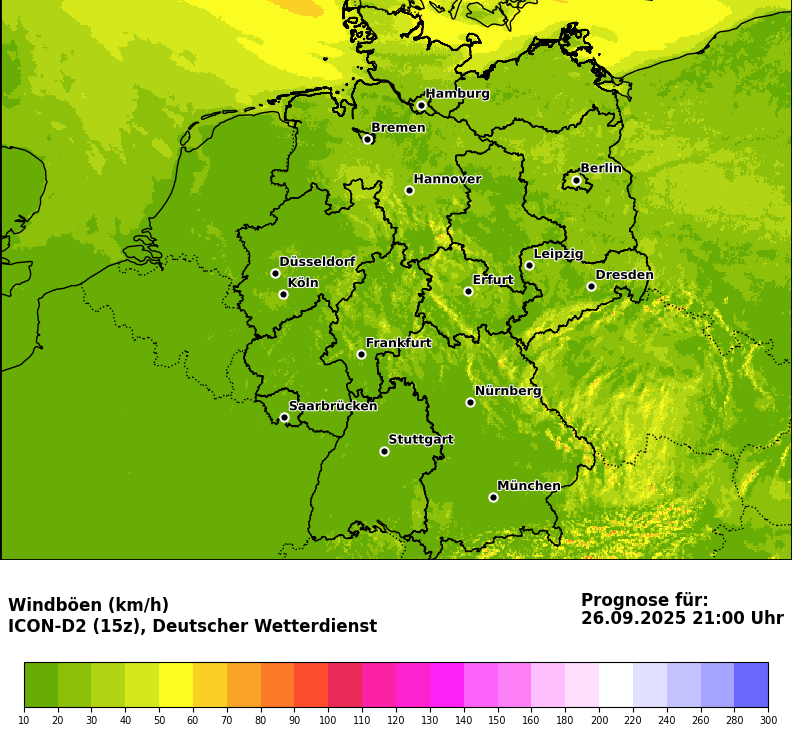 Hamburg
Bremen
Hannover
Berlin
Düsseldorf
Leipzig
Köln
Erfurt
Dresden
Frankfurt
Nürnberg
Saarbrücken
Stuttgart
München
Windböen (km/h)
ICON-D2 (15z), Deutscher Wetterdienst
Prognose für:
26.09.2025 21:00 Uhr
10 20 30 40 50 60 70 80 90 100 110 120 130 140 150 160 180 200 220 240 260 280 300